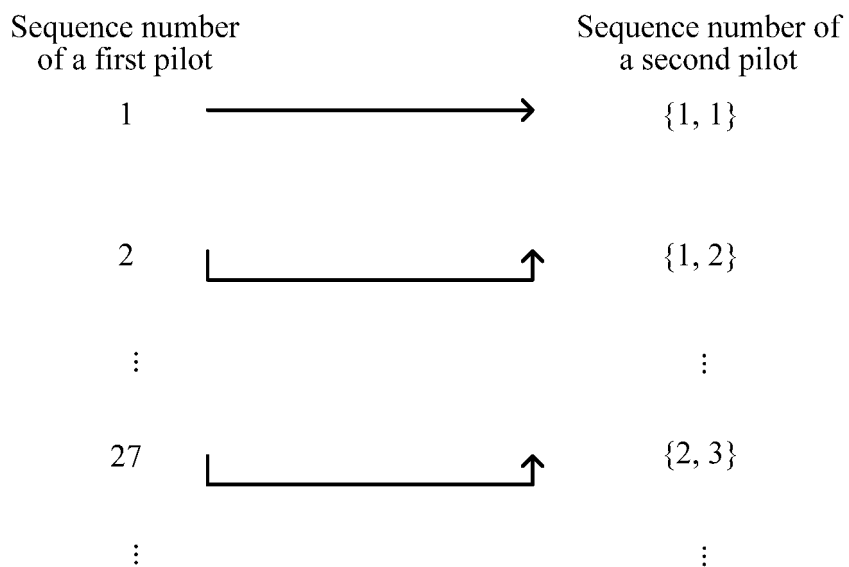 Sequence number
of a first pilot
Sequence number of
a second pilot
1
{1, 1}
2
{1, 2}
⋮
⋮
27
{2, 3}
⋮
⋮